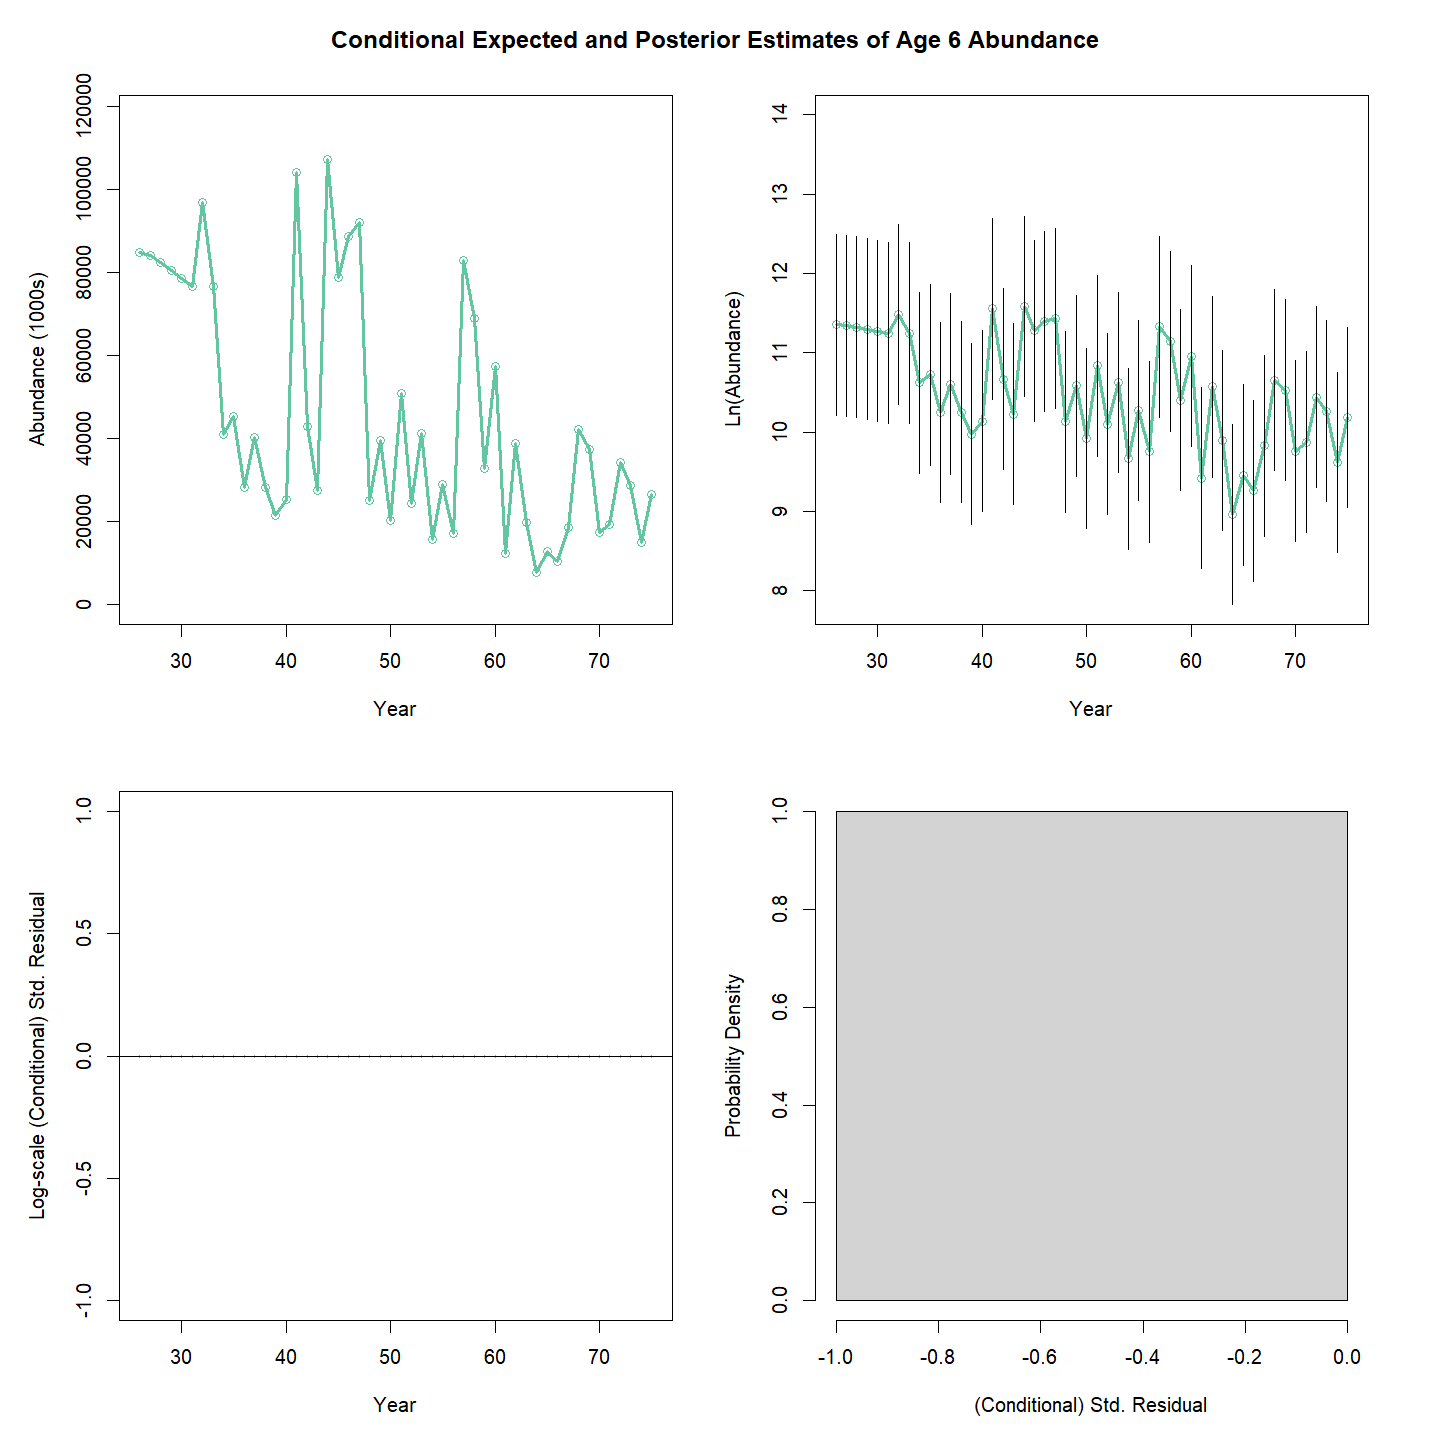 Conditional Expected and Posterior Estimates of Age 6 Abundance
Abundance (1000s)
0 20000 40000 60000 80000 100000 120000
30 40 50 60 70
Year
Ln(Abundance)
8 9 10 11 12 13 14
30 40 50 60 70
Year
Log-scale (Conditional) Std. Residual
-1.0 -0.5 0.0 0.5 1.0
30 40 50 60 70
Year
Probability Density
0.0 0.2 0.4 0.6 0.8 1.0
-1.0 -0.8 -0.6 -0.4 -0.2 0.0
(Conditional) Std. Residual